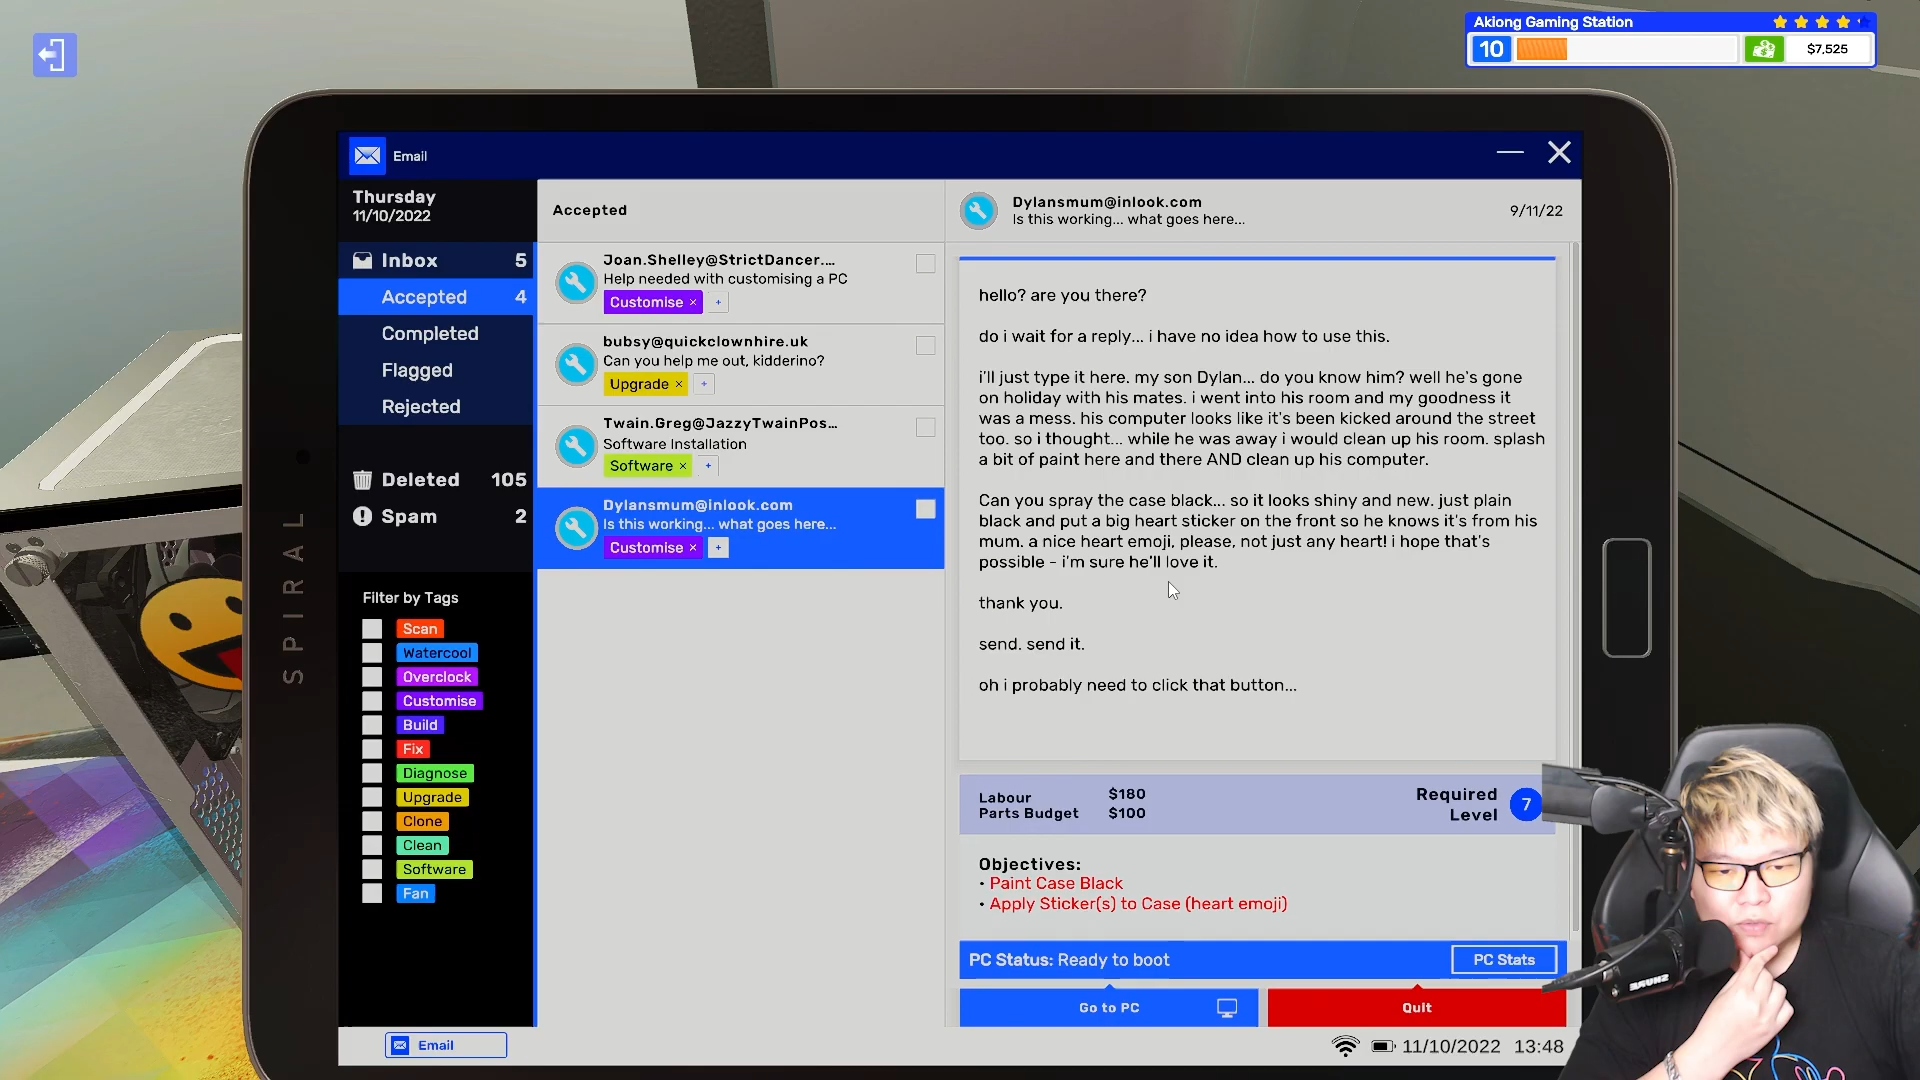 Akiong Gaming Station
10
$7,525
Email
Thursday
11/10/2022
Inbox 5
Accepted 4
Completed
Flagged
Rejected
Deleted 105
Spam 2
Filter by Tags
Scan
Watercool
Overclock
Customise
Build
Fix
Diagnose
Upgrade
Clone
Clean
Software
Fan
Accepted
Joan.Shelley@StrictDancer....
Help needed with customising a PC
Customise × +
bubsy@quickclownhire.uk
Can you help me out, kidderino?
Upgrade × +
Twain.Greg@JazzyTwainPos...
Software Installation
Software × +
Dylansmum@inlook.com
Is this working... what goes here...
Customise × +
Dylansmum@inlook.com
Is this working... what goes here...
9/11/22
hello? are you there?
do i wait for a reply... i have no idea how to use this.
i'll just type it here. my son Dylan... do you know him? well he's gone
on holiday with his mates. i went into his room and my goodness it
was a mess. his computer looks like it's been kicked around the street
too. so i thought... while he was away i would clean up his room. splash
a bit of paint here and there AND clean up his computer.
Can you spray the case black... so it looks shiny and new. just plain
black and put a big heart sticker on the front so he knows it's from his
mum. a nice heart emoji, please, not just any heart! i hope that's
possible - i'm sure he'll love it.
thank you.
send. send it.
oh i probably need to click that button...
Labour $180
Parts Budget $100
Required
Level
7
Objectives:
• Paint Case Black
• Apply Sticker(s) to Case (heart emoji)
PC Status: Ready to boot
PC Stats
Go to PC
Quit
Email
11/10/2022 13:48
SPIRAL
SHURE